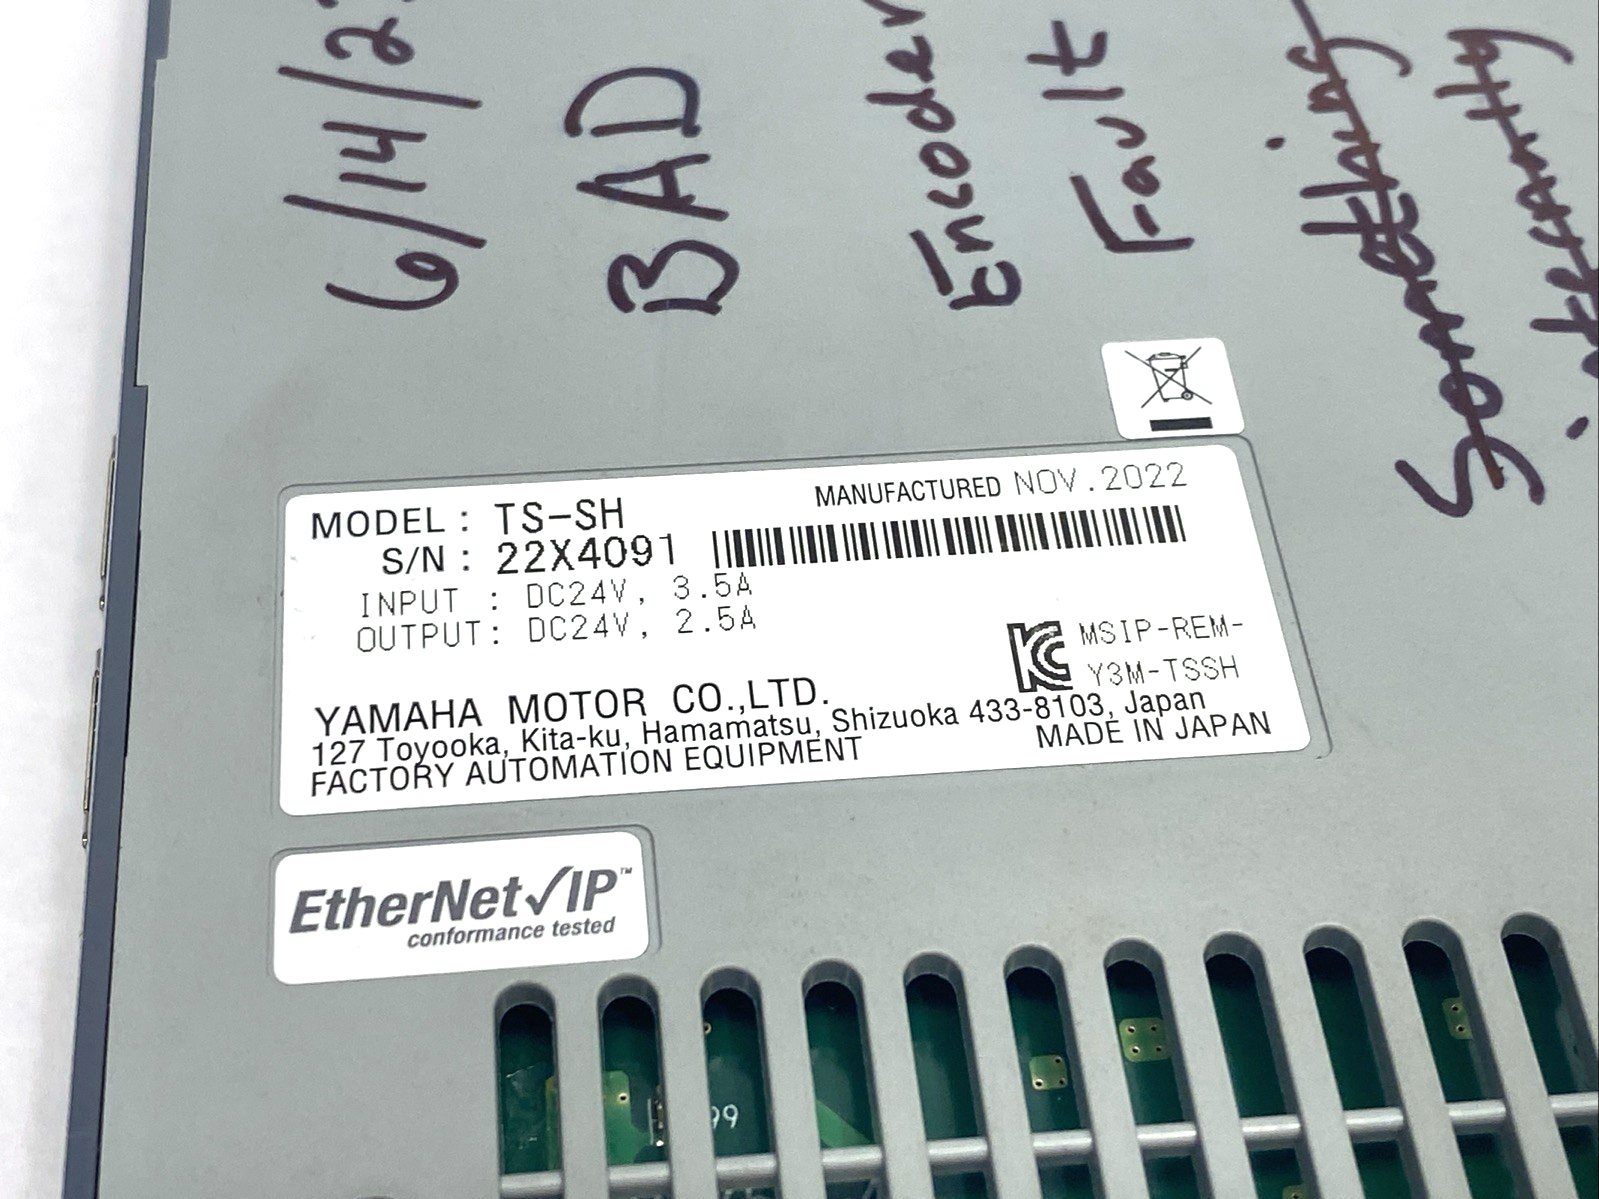 6/14/2
BAD
Encoder
Fault
MODEL : TS-SH
MANUFACTURED NOV.2022
S/N : 22X4091
INPUT : DC24V, 3.5A
OUTPUT: DC24V, 2.5A
MSIP-REM-
Y3M-TSSH
YAMAHA MOTOR CO.,LTD.
127 Toyooka, Kita-ku, Hamamatsu, Shizuoka 433-8103, Japan
FACTORY AUTOMATION EQUIPMENT
MADE IN JAPAN
EtherNet/IP™
conformance tested
99